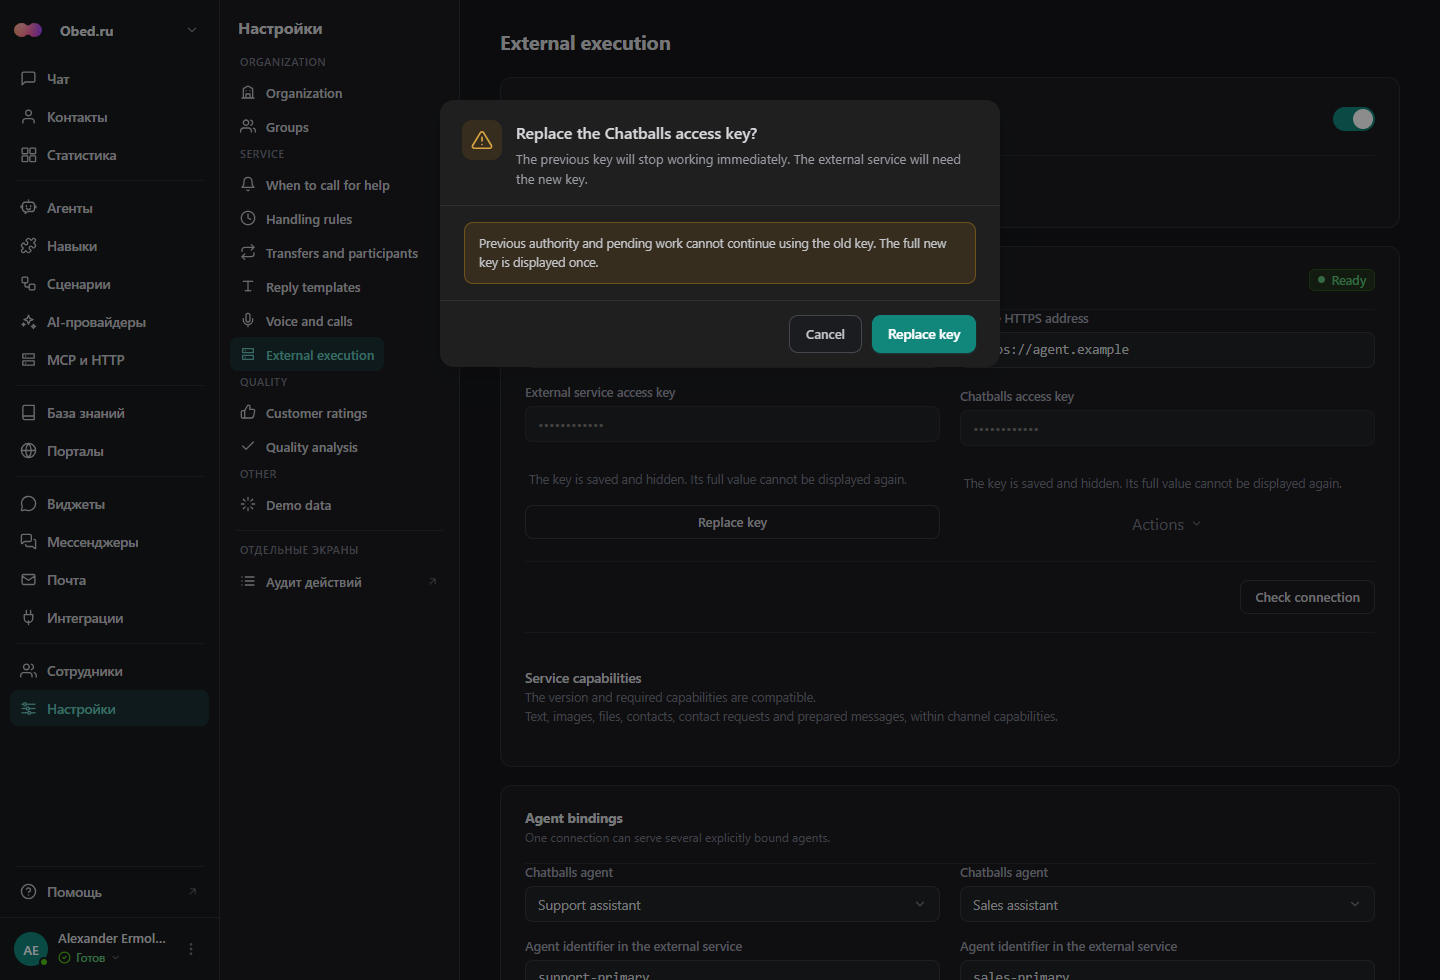 Obed.ru
Чат
Контакты
Статистика
Агенты
Навыки
Сценарии
AI-провайдеры
MCP и HTTP
База знаний
Порталы
Виджеты
Мессенджеры
Почта
Интеграции
Сотрудники
Настройки
Помощь
AE
Alexander Ermol...
Готов
Настройки
ORGANIZATION
Organization
Groups
SERVICE
When to call for help
Handling rules
Transfers and participants
Reply templates
Voice and calls
External execution
QUALITY
Customer ratings
Quality analysis
OTHER
Demo data
ОТДЕЛЬНЫЕ ЭКРАНЫ
Аудит действий
External execution
Replace the Chatballs access key?
The previous key will stop working immediately. The external service will need
the new key.
Previous authority and pending work cannot continue using the old key. The full new
key is displayed once.
Cancel
Replace key
Ready
HTTPS address
ps://agent.example
External service access key
••••••••••••
The key is saved and hidden. Its full value cannot be displayed again.
Replace key
Chatballs access key
••••••••••••
The key is saved and hidden. Its full value cannot be displayed again.
Actions
Check connection
Service capabilities
The version and required capabilities are compatible.
Text, images, files, contacts, contact requests and prepared messages, within channel capabilities.
Agent bindings
One connection can serve several explicitly bound agents.
Chatballs agent
Support assistant
Agent identifier in the external service
support-primary
Chatballs agent
Sales assistant
Agent identifier in the external service
sales-primary